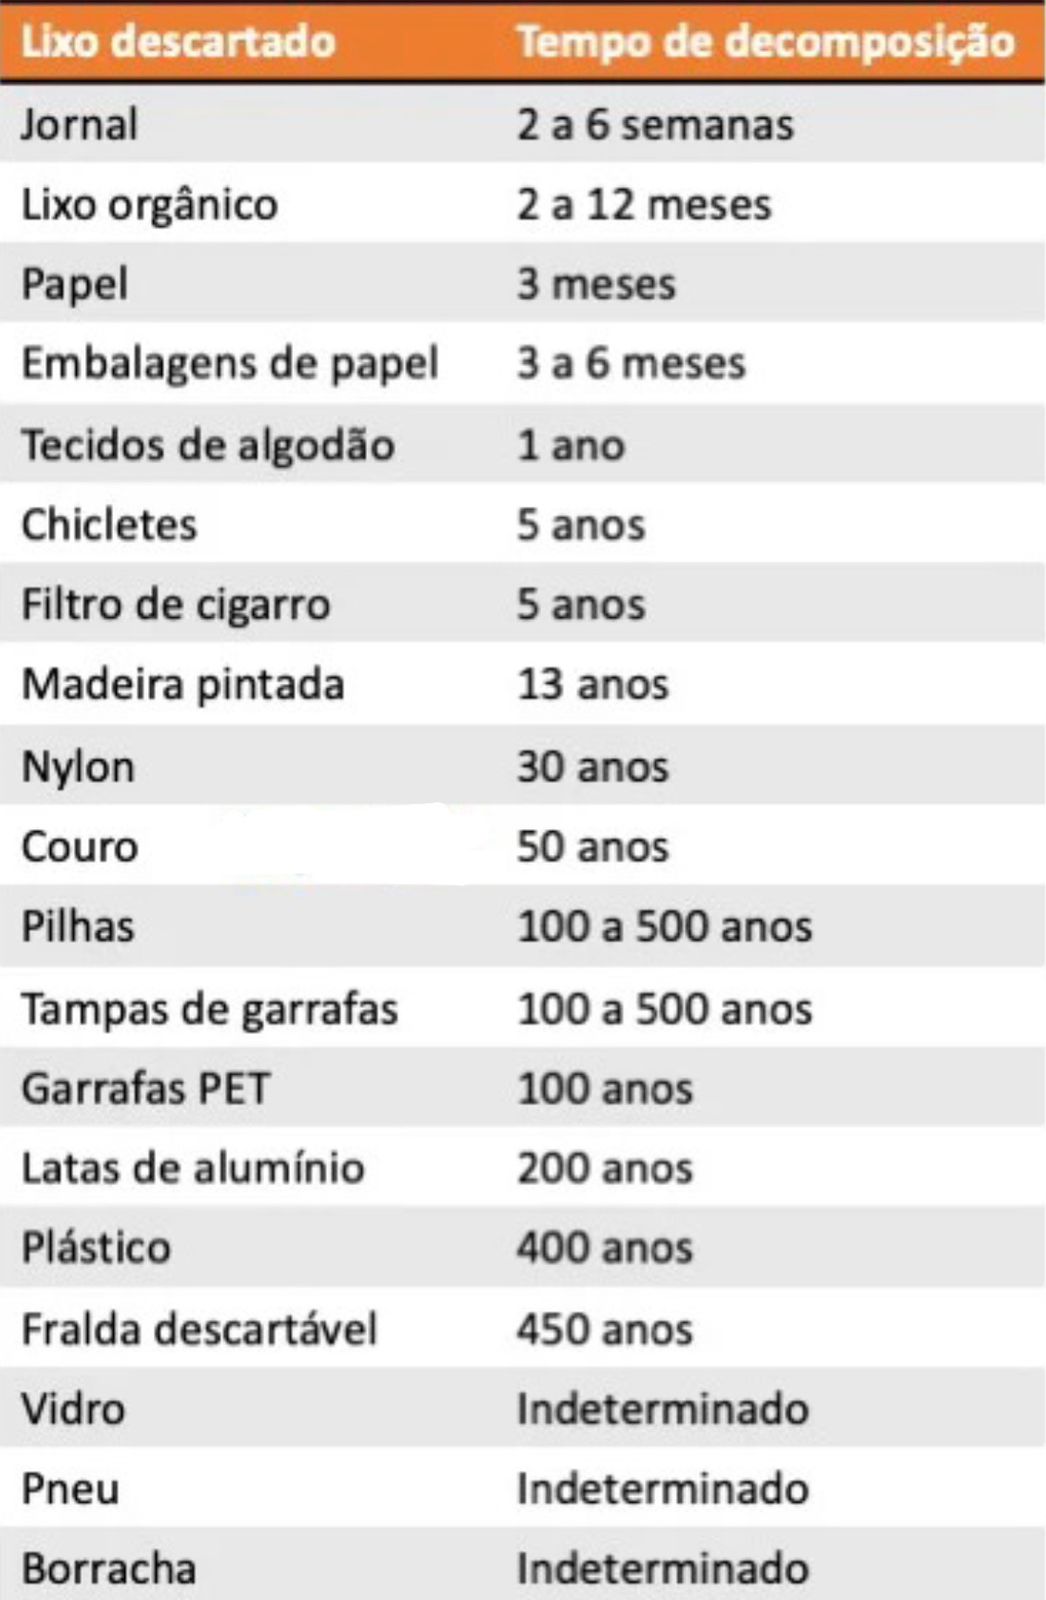 Lixo descartado Tempo de decomposição
Jornal 2 a 6 semanas
Lixo orgânico 2 a 12 meses
Papel 3 meses
Embalagens de papel 3 a 6 meses
Tecidos de algodão 1 ano
Chicletes 5 anos
Filtro de cigarro 5 anos
Madeira pintada 13 anos
Nylon 30 anos
Couro 50 anos
Pilhas 100 a 500 anos
Tampas de garrafas 100 a 500 anos
Garrafas PET 100 anos
Latas de alumínio 200 anos
Plástico 400 anos
Fralda descartável 450 anos
Vidro Indeterminado
Pneu Indeterminado
Borracha Indeterminado